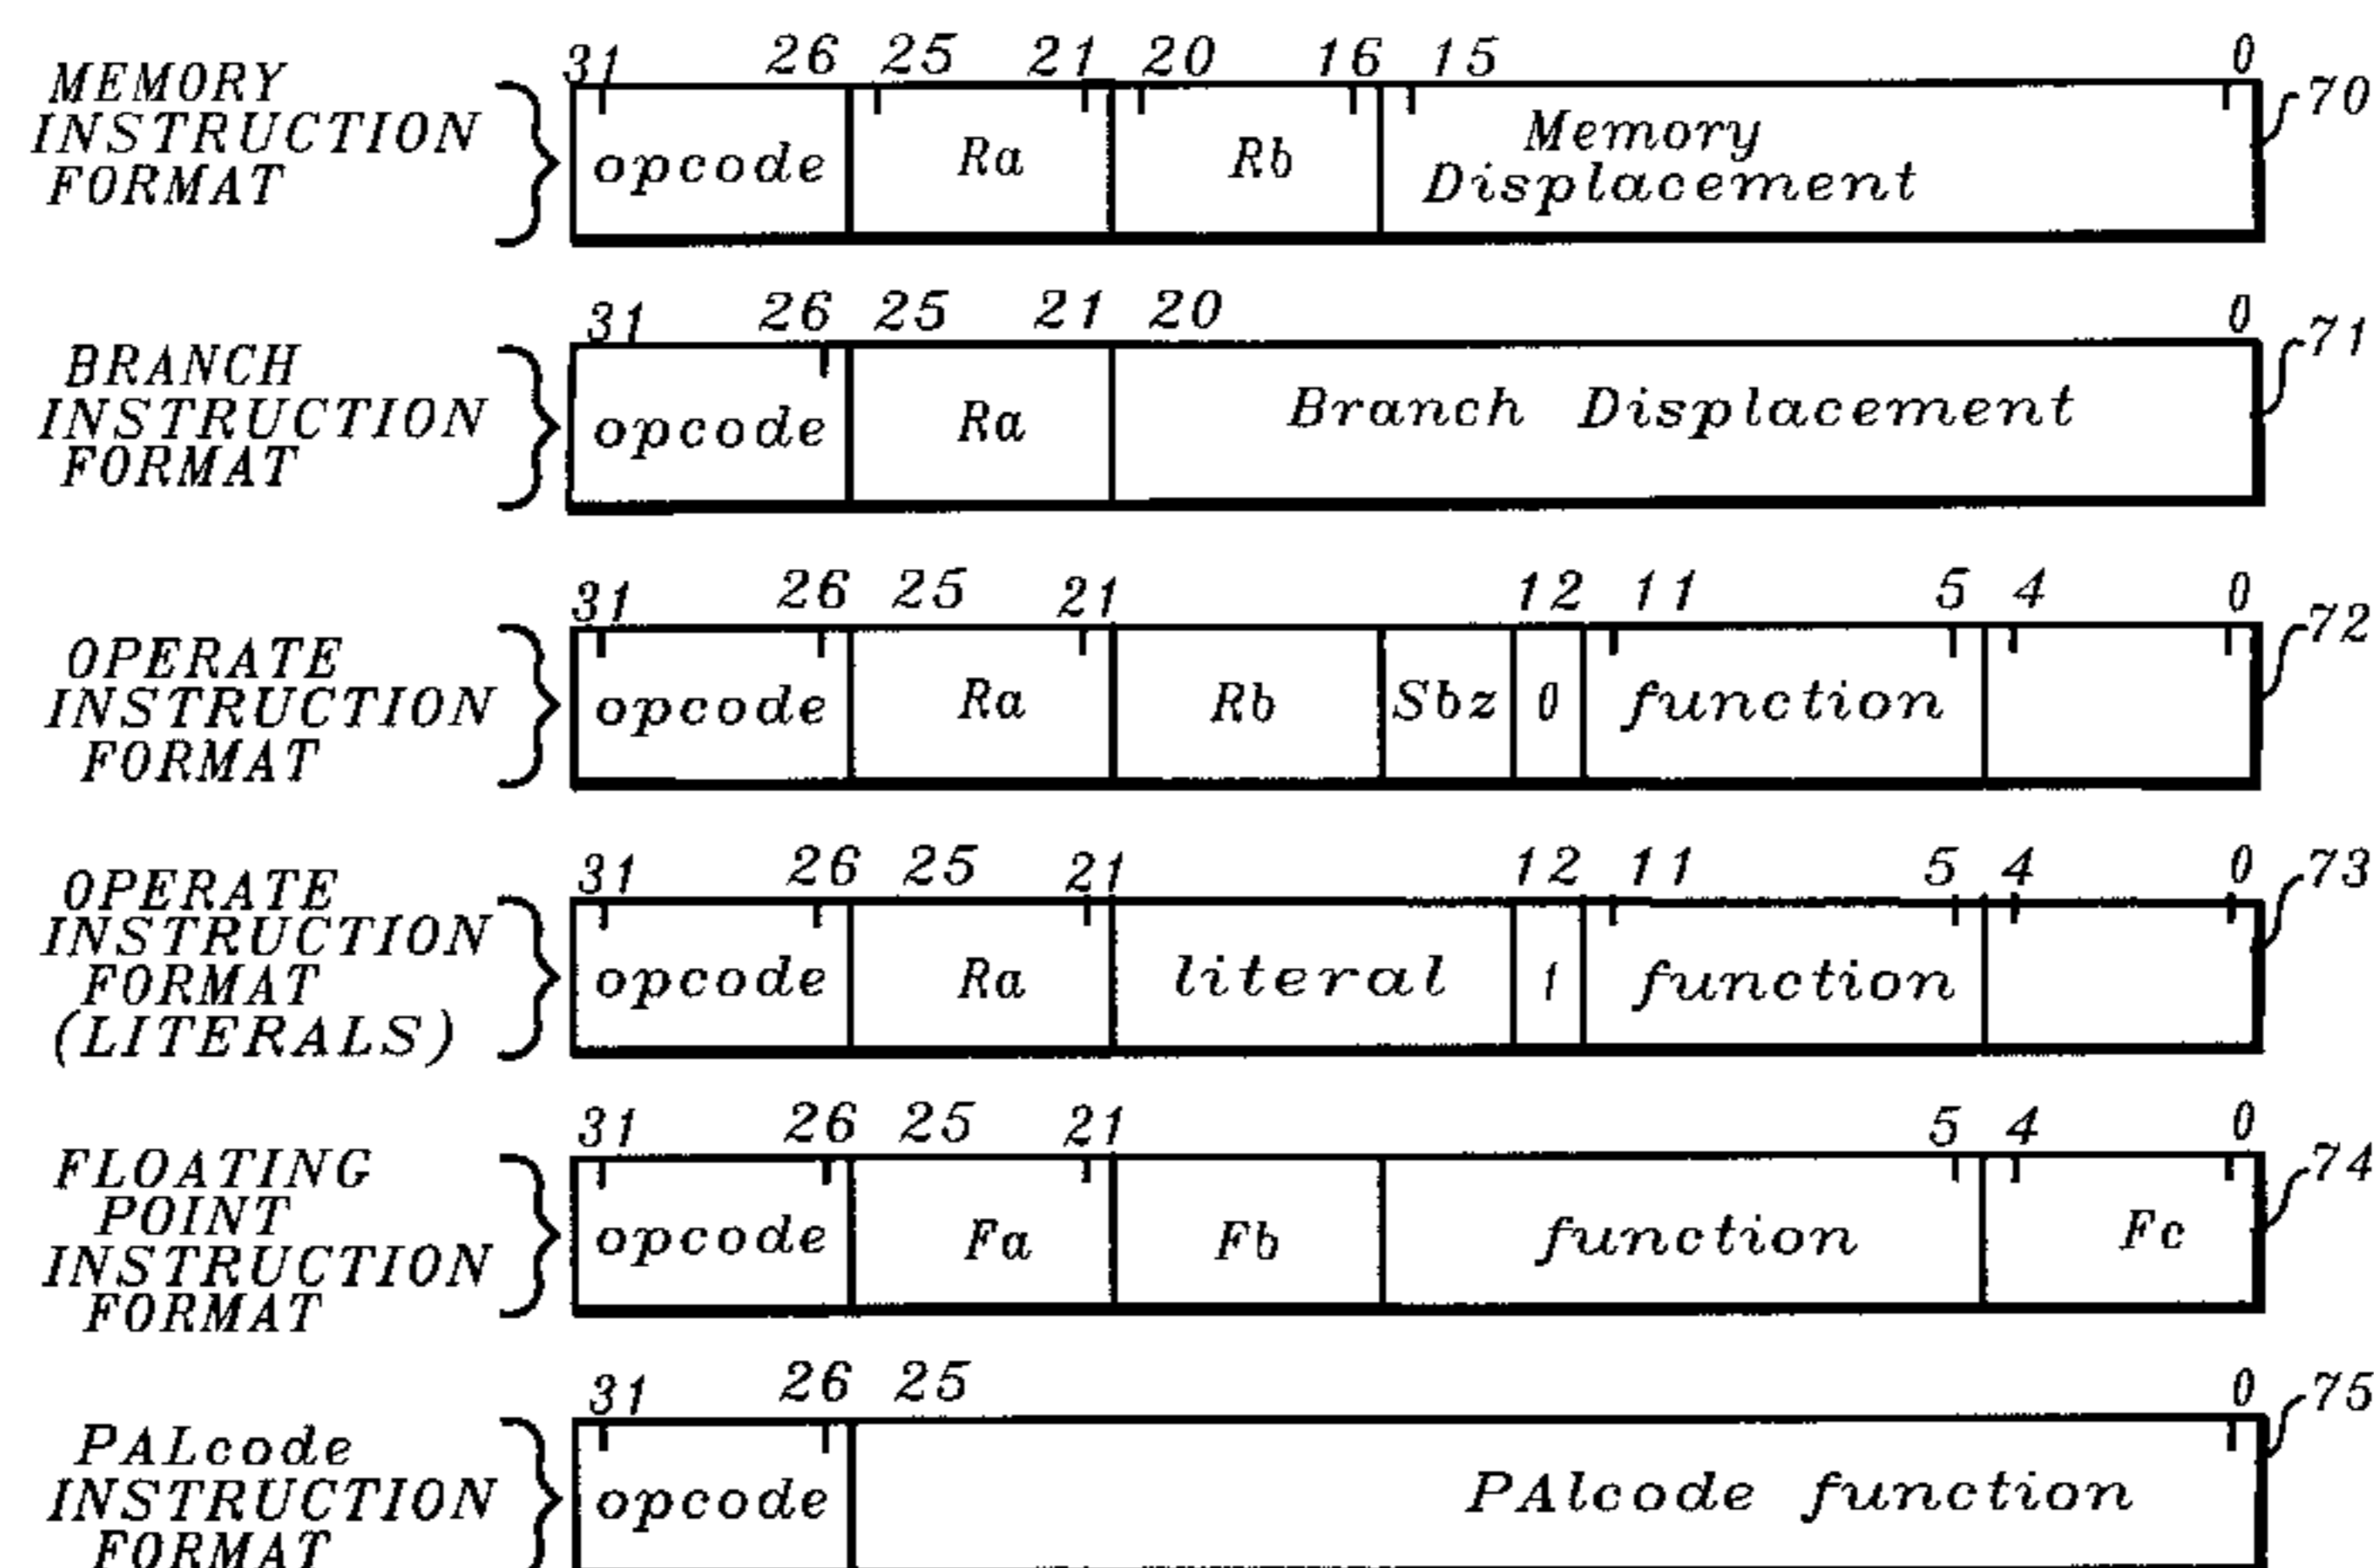 31 26 25 21 20 16 15 0
MEMORY
INSTRUCTION
FORMAT
opcode Ra Rb Memory
Displacement
70
31 26 25 21 20 0
BRANCH
INSTRUCTION
FORMAT
opcode Ra Branch Displacement
71
31 26 25 21 12 11 5 4 0
OPERATE
INSTRUCTION
FORMAT
opcode Ra Rb Sbz 0 function
72
31 26 25 21 12 11 5 4 0
OPERATE
INSTRUCTION
FORMAT
(LITERALS)
opcode Ra literal 1 function
73
31 26 25 21 5 4 0
FLOATING
POINT
INSTRUCTION
FORMAT
opcode Fa Fb function Fc
74
31 26 25 0
PALcode
INSTRUCTION
FORMAT
opcode PAlcode function
75